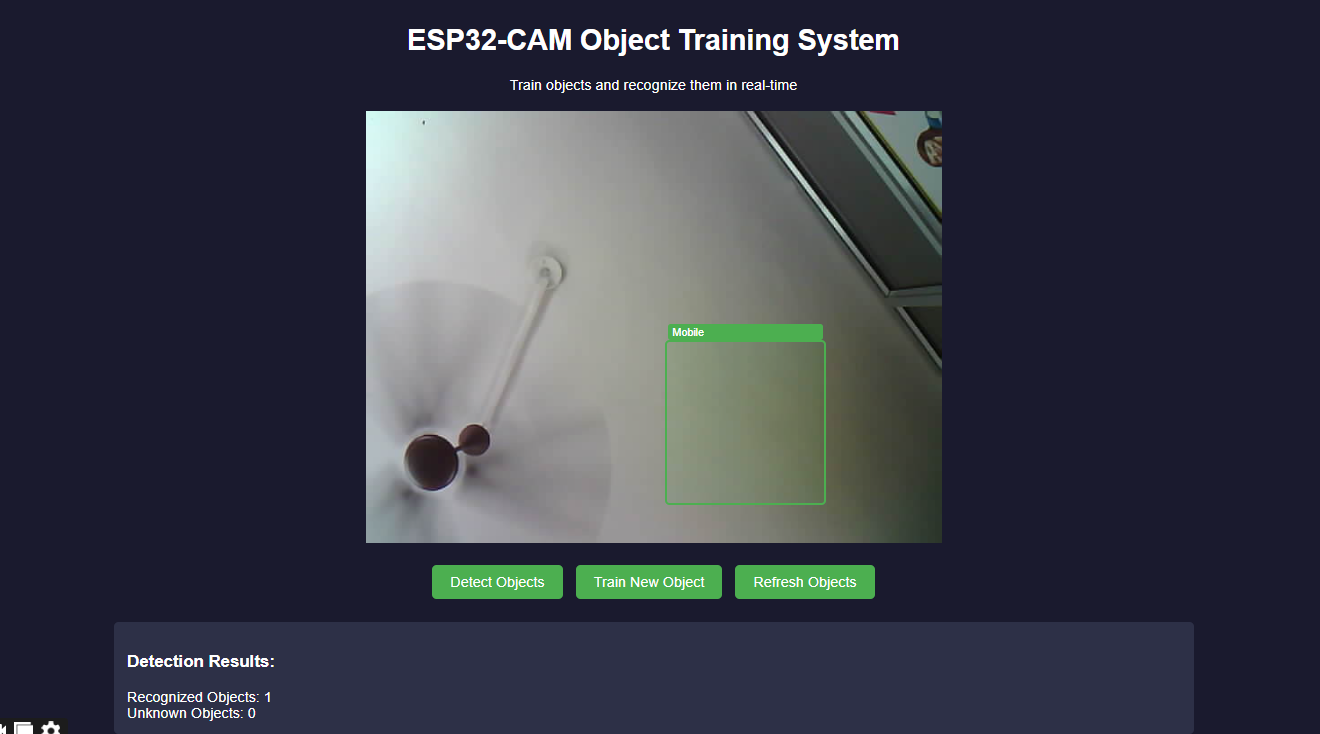 ESP32-CAM Object Training System
Train objects and recognize them in real-time
Mobile
Detect Objects
Train New Object
Refresh Objects
Detection Results:
Recognized Objects: 1
Unknown Objects: 0